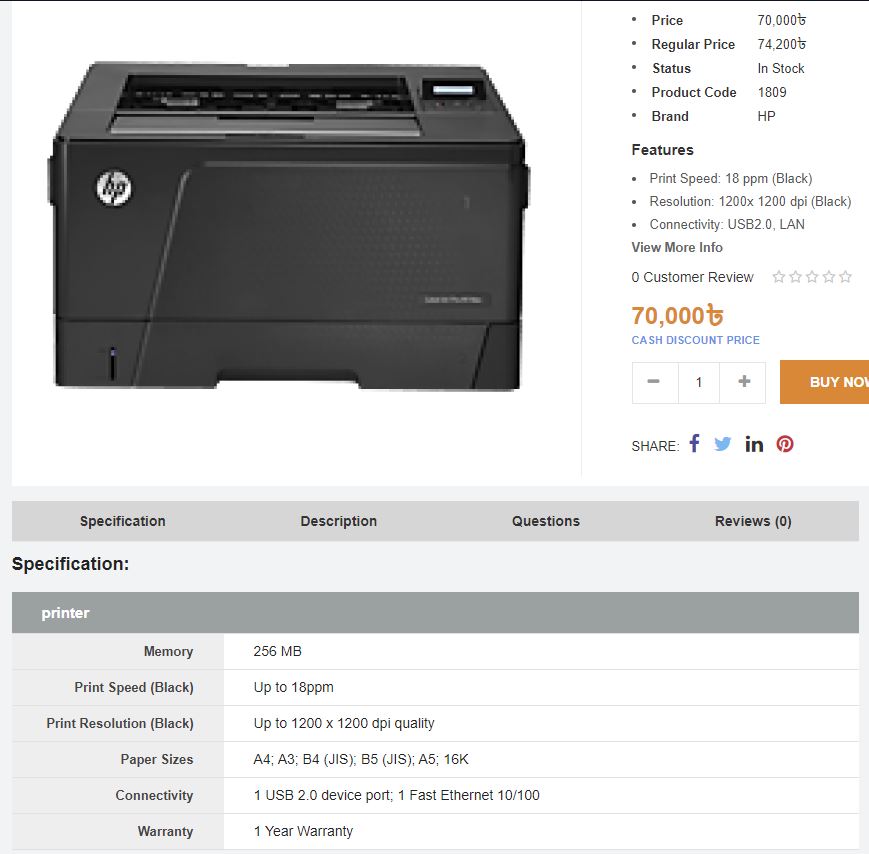 Price 70,000৳
Regular Price 74,200৳
Status In Stock
Product Code 1809
Brand HP
Features
Print Speed: 18 ppm (Black)
Resolution: 1200x 1200 dpi (Black)
Connectivity: USB2.0, LAN
View More Info
0 Customer Review
70,000৳
CASH DISCOUNT PRICE
− 1 + BUY NO
SHARE:
hp
Specification Description Questions Reviews (0)
Specification:
printer
Memory 256 MB
Print Speed (Black) Up to 18ppm
Print Resolution (Black) Up to 1200 x 1200 dpi quality
Paper Sizes A4; A3; B4 (JIS); B5 (JIS); A5; 16K
Connectivity 1 USB 2.0 device port; 1 Fast Ethernet 10/100
Warranty 1 Year Warranty